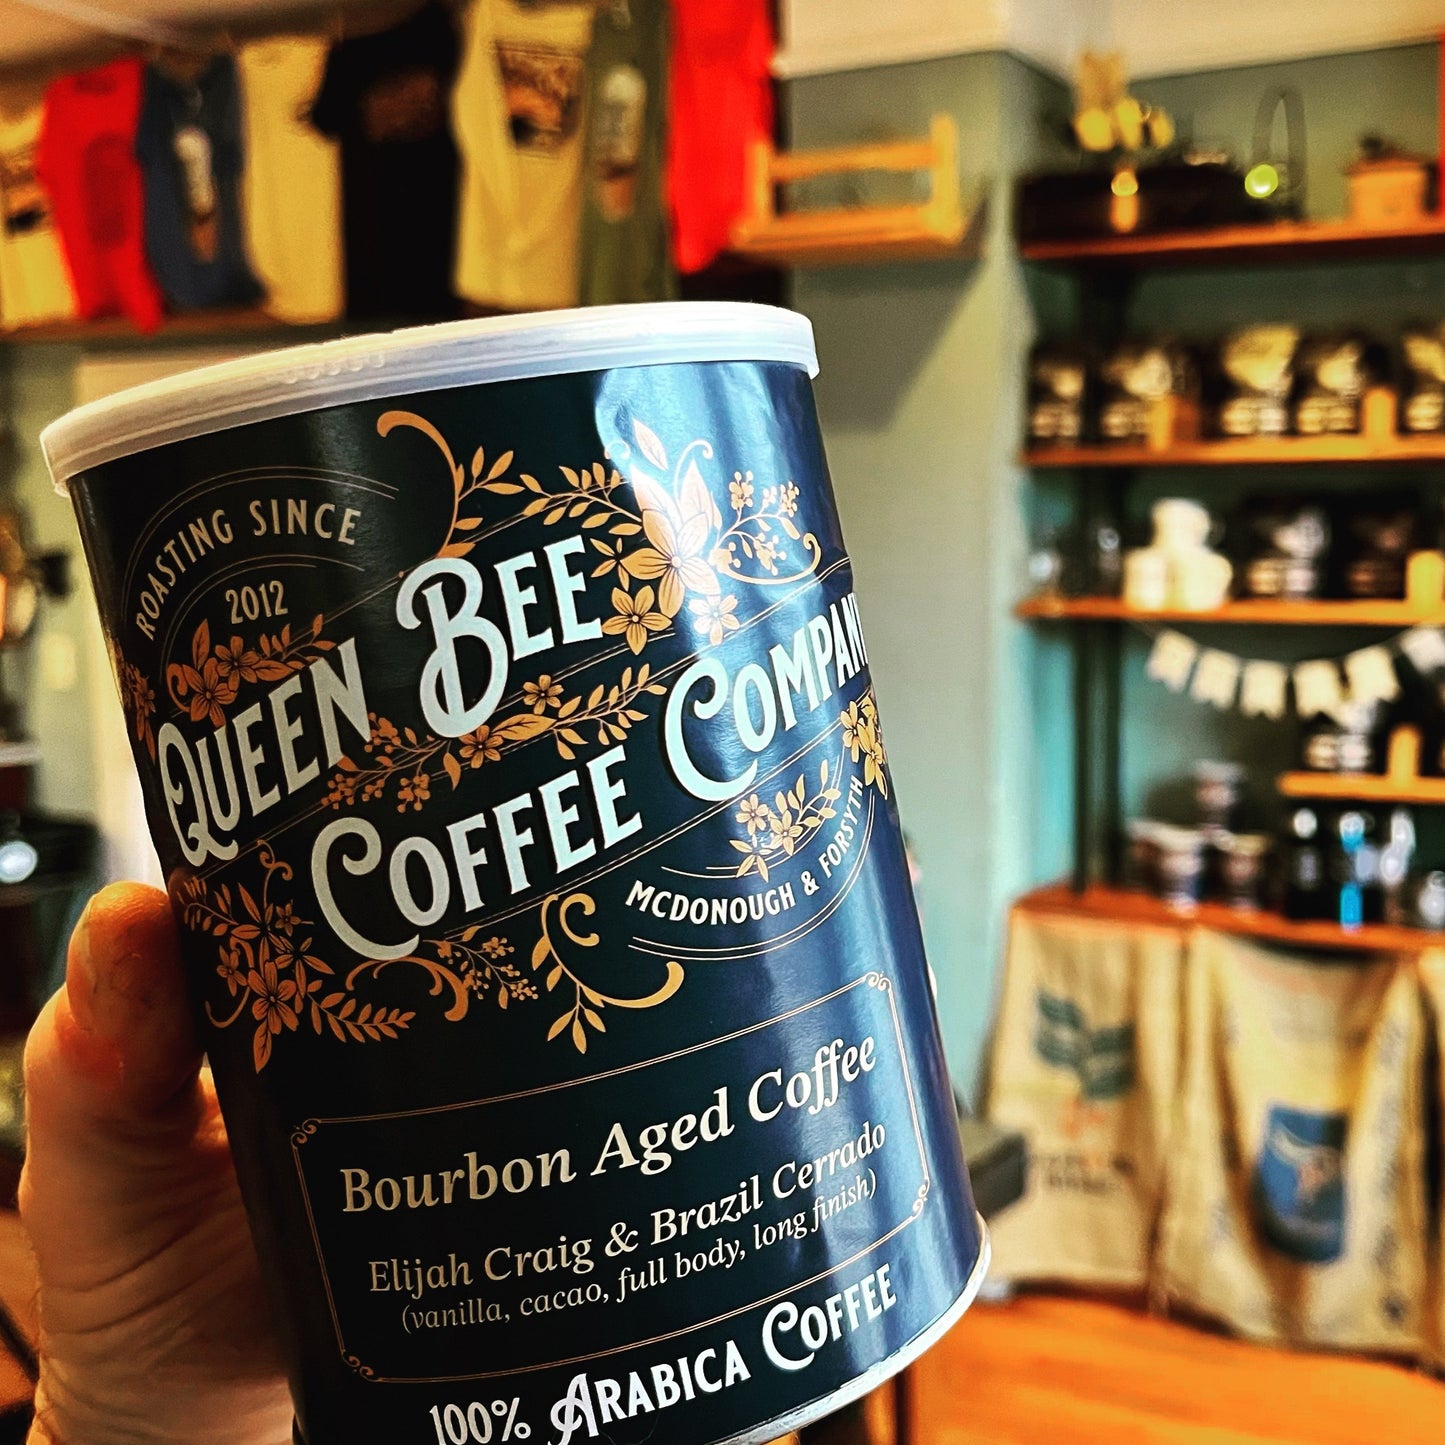 ROASTING SINCE
2012
QUEEN BEE
COFFEE COMPANY
MCDONOUGH & FORSYTH
Bourbon Aged Coffee
Elijah Craig & Brazil Cerrado
(vanilla, cacao, full body, long finish)
100% ARABICA COFFEE